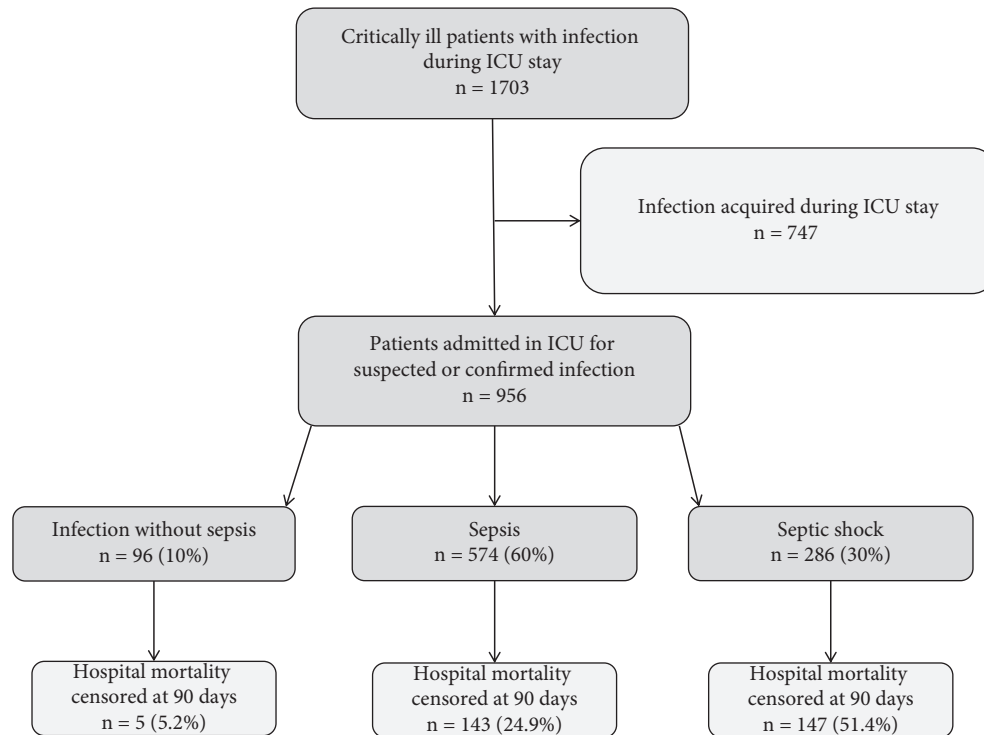 Critically ill patients with infection
during ICU stay
n = 1703
Infection acquired during ICU stay
n = 747
Patients admitted in ICU for
suspected or confirmed infection
n = 956
Infection without sepsis
n = 96 (10%)
Sepsis
n = 574 (60%)
Septic shock
n = 286 (30%)
Hospital mortality
censored at 90 days
n = 5 (5.2%)
Hospital mortality
censored at 90 days
n = 143 (24.9%)
Hospital mortality
censored at 90 days
n = 147 (51.4%)